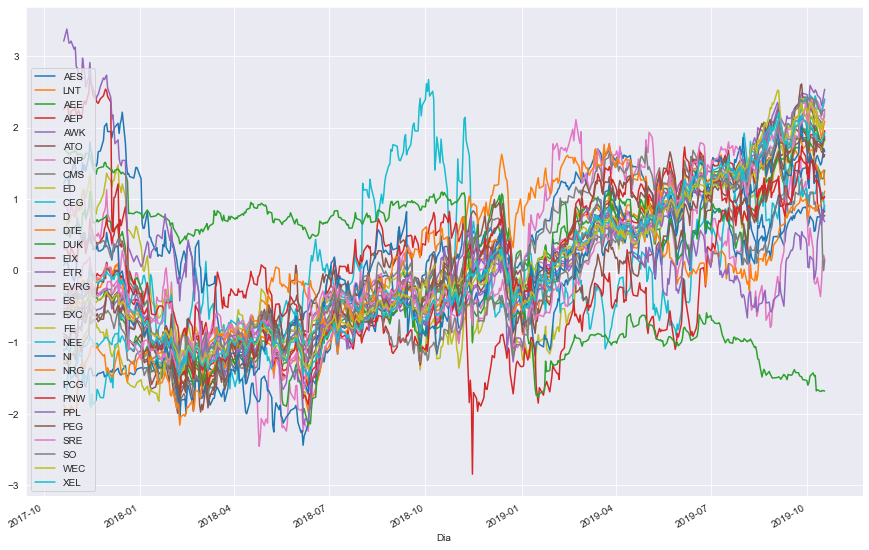 3
2
1
0
−1
−2
−3
AES
LNT
AEE
AEP
AWK
ATO
CNP
CMS
ED
CEG
D
DTE
DUK
EIX
ETR
EVRG
ES
EXC
FE
NEE
NI
NRG
PCG
PNW
PPL
PEG
SRE
SO
WEC
XEL
2017-10
2018-01
2018-04
2018-07
2018-10
2019-01
2019-04
2019-07
2019-10
Dia